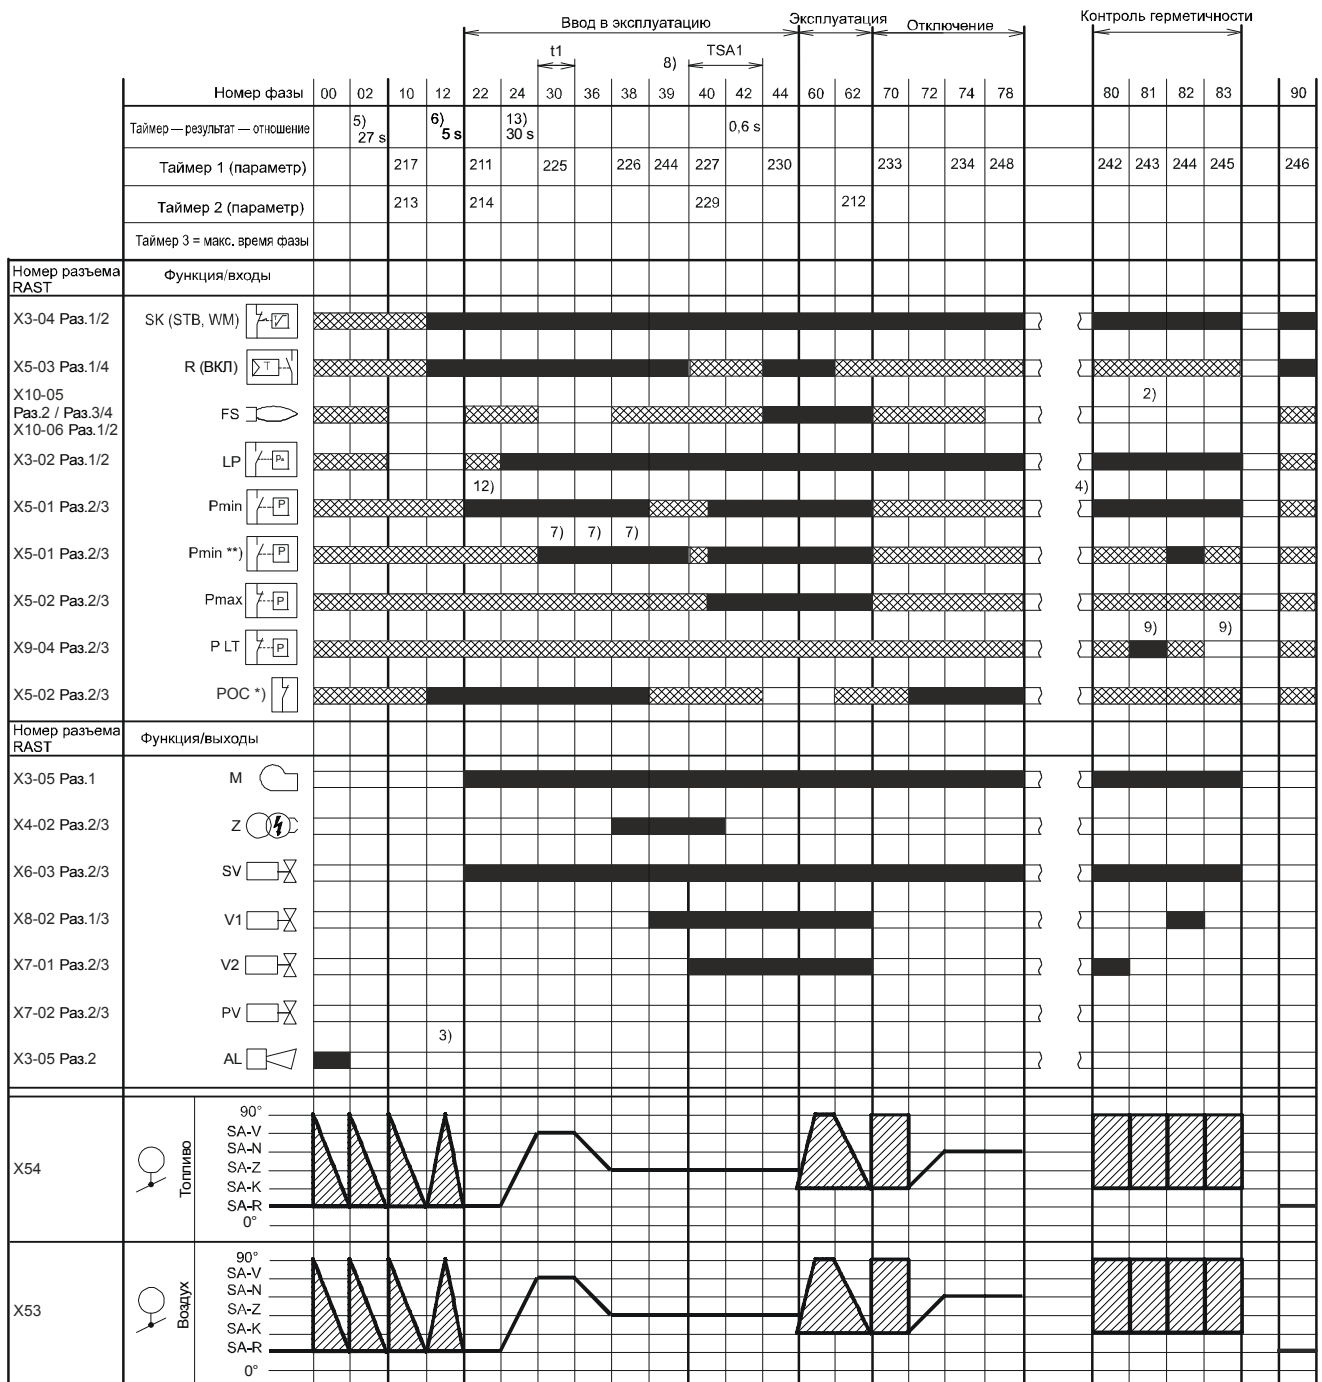 Ввод в эксплуатацию Эксплуатация Отключение Контроль герметичности
t1 8) TSA1
Номер фазы 00 02 10 12 22 24 30 36 38 39 40 42 44 60 62 70 72 74 78 80 81 82 83 90
Таймер — результат — отношение 5) 27 s 6) 5 s 13) 30 s 0,6 s
Таймер 1 (параметр) 217 211 225 226 244 227 230 233 234 248 242 243 244 245 246
Таймер 2 (параметр) 213 214 229 212
Таймер 3 = макс. время фазы
Номер разъема RAST Функция/входы
X3-04 Раз.1/2 SK (STB, WM)
X5-03 Раз.1/4 R (ВКЛ) T
X10-05
Раз.2 / Раз.3/4
X10-06 Раз.1/2 FS 2)
X3-02 Раз.1/2 LP Pₐ
12) 4)
X5-01 Раз.2/3 Pmin P
7) 7) 7)
X5-01 Раз.2/3 Pmin **) P
X5-02 Раз.2/3 Pmax P
9) 9)
X9-04 Раз.2/3 P LT P
X5-02 Раз.2/3 POC *)
Номер разъема RAST Функция/выходы
X3-05 Раз.1 M
X4-02 Раз.2/3 Z
X6-03 Раз.2/3 SV
X8-02 Раз.1/3 V1
X7-01 Раз.2/3 V2
X7-02 Раз.2/3 PV
3)
X3-05 Раз.2 AL
X54 Топливо
90°
SA-V
SA-N
SA-Z
SA-K
SA-R
0°
X53 Воздух
90°
SA-V
SA-N
SA-Z
SA-K
SA-R
0°